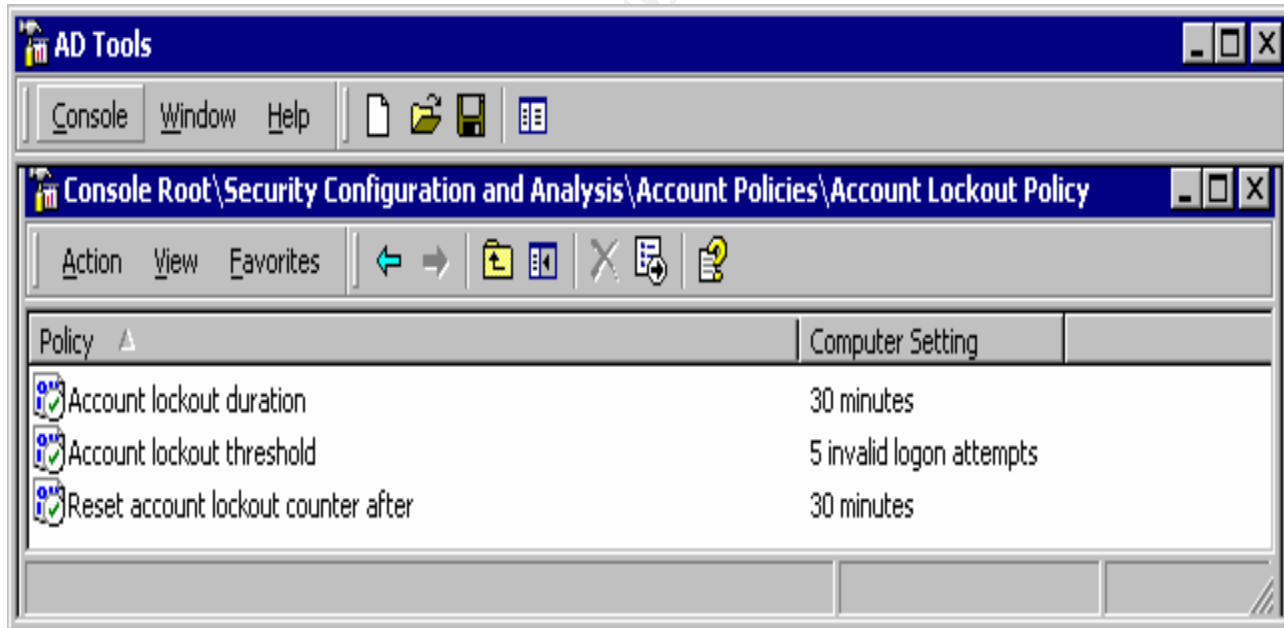 AD Tools
Console Window Help
Console Root\Security Configuration and Analysis\Account Policies\Account Lockout Policy
Action View Favorites
Policy Computer Setting
Account lockout duration 30 minutes
Account lockout threshold 5 invalid logon attempts
Reset account lockout counter after 30 minutes